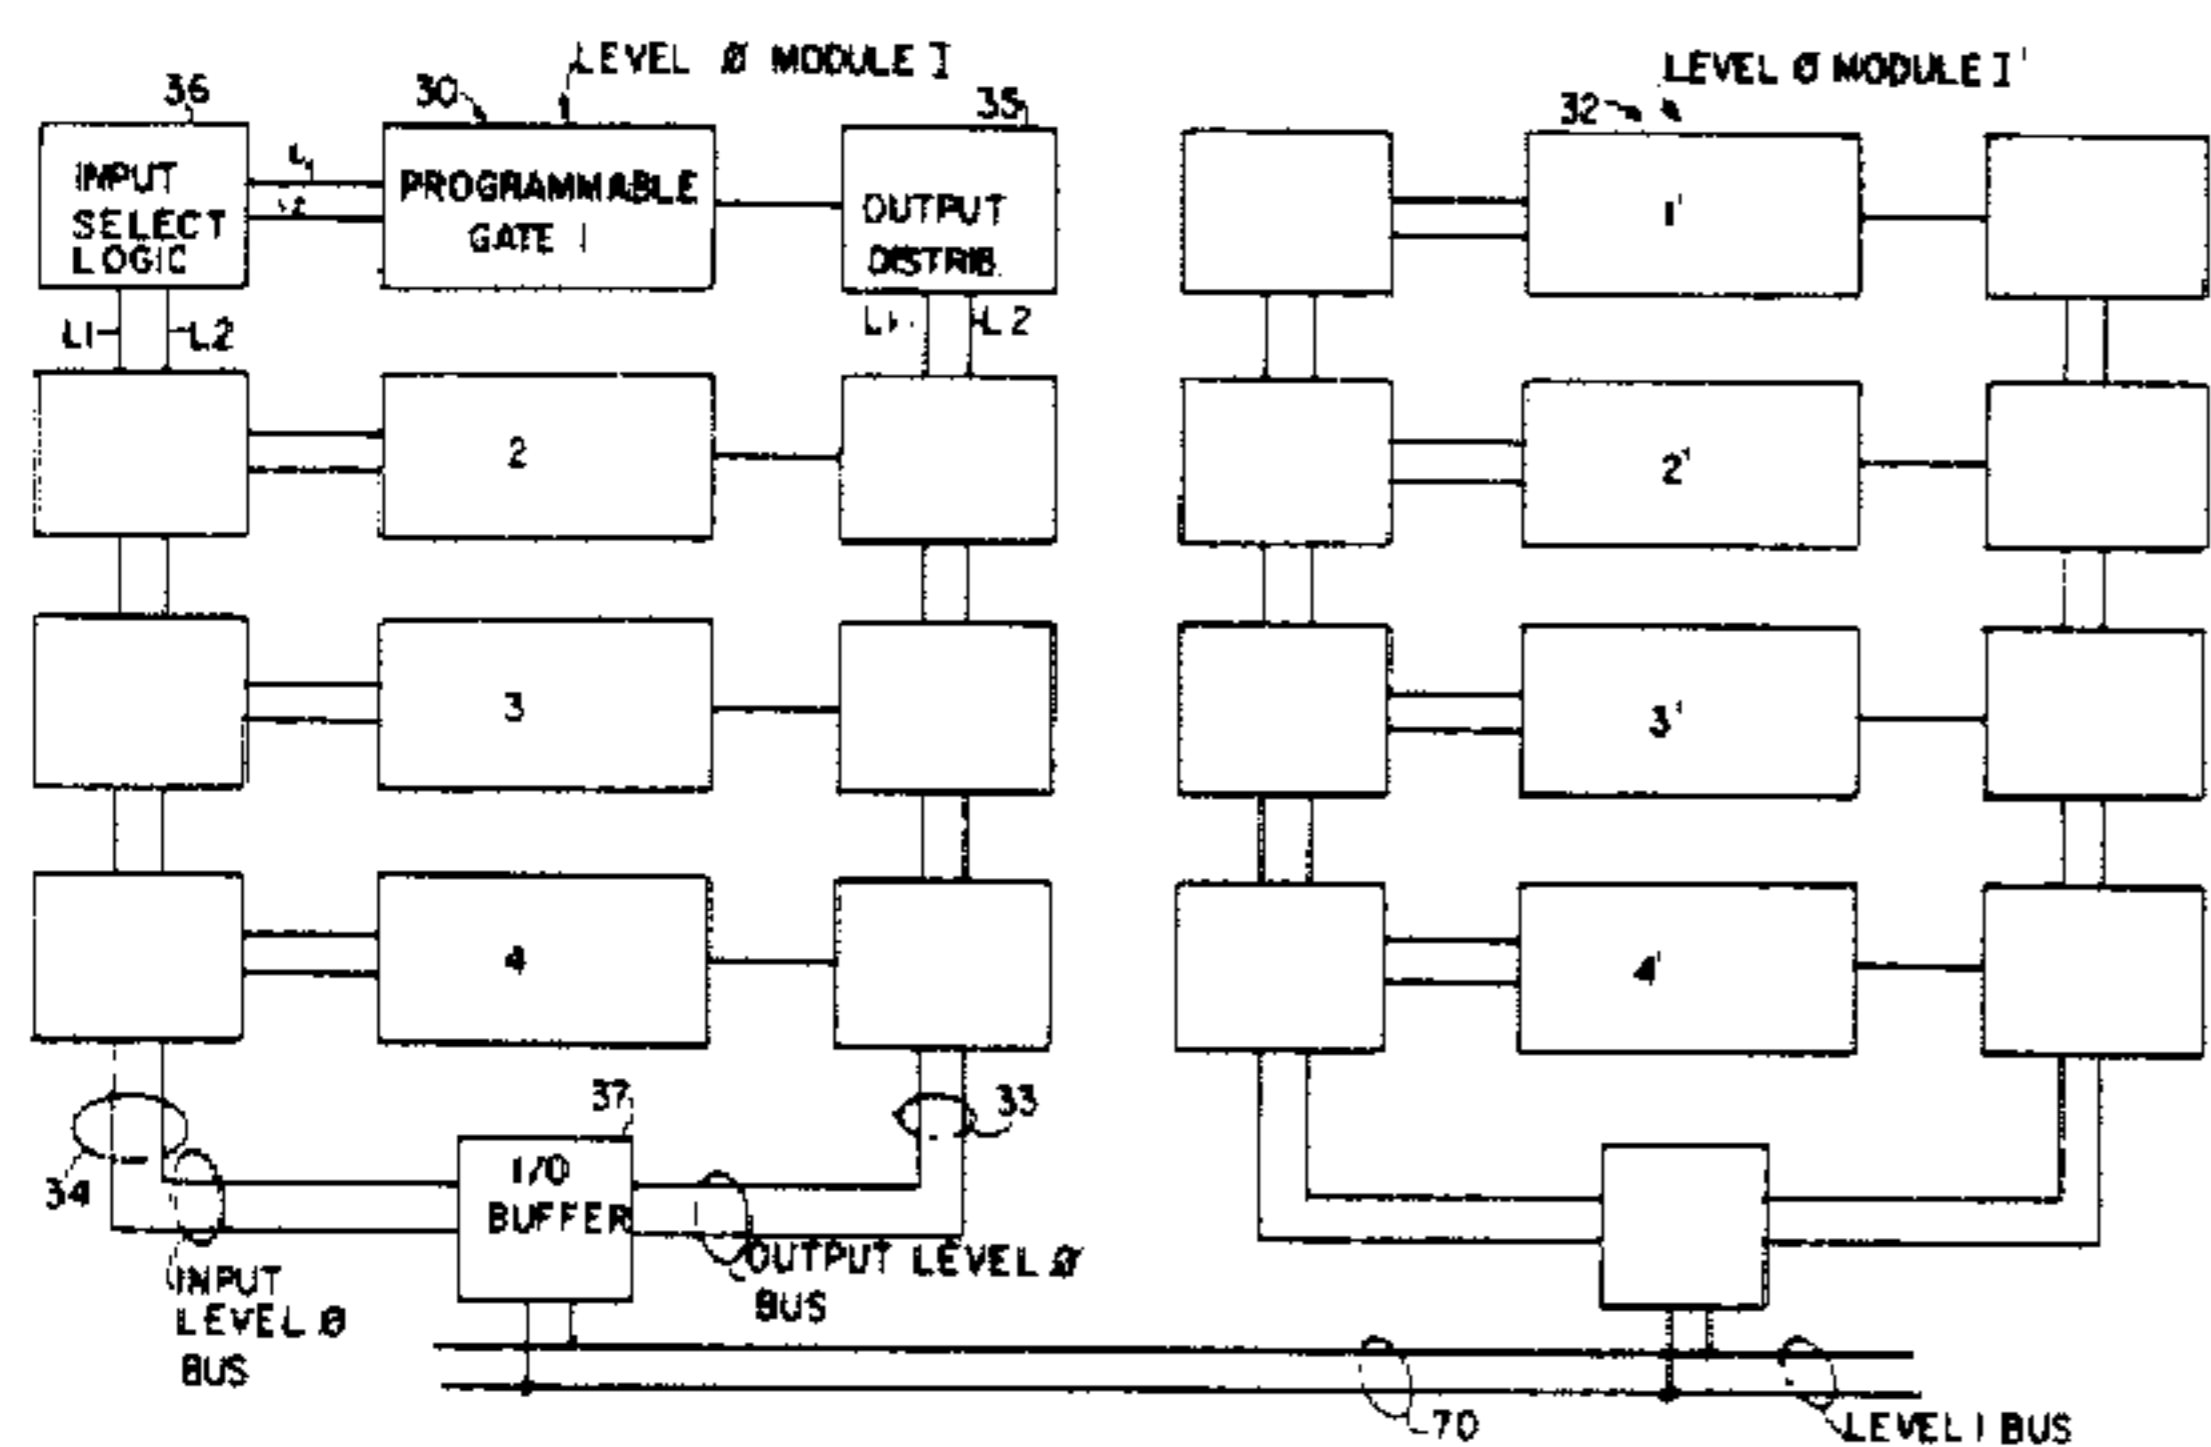 LEVEL Ø MODULE I
LEVEL Ø MODULE I'
36
30
35
32
INPUT
SELECT
LOGIC
L1
L2
PROGRAMMABLE
GATE 1
OUTPUT
DISTRIB.
1'
L1
L2
L1
L2
2
2'
3
3'
4
4'
37
33
34
I/O
BUFFER
INPUT
LEVEL Ø
BUS
OUTPUT LEVEL Ø
BUS
70
LEVEL 1 BUS